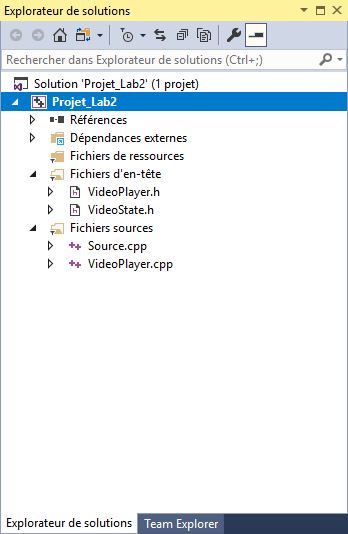 Explorateur de solutions
Rechercher dans Explorateur de solutions (Ctrl+;)
Solution 'Projet_Lab2' (1 projet)
Projet_Lab2
Références
Dépendances externes
Fichiers de ressources
Fichiers d'en-tête
VideoPlayer.h
VideoState.h
Fichiers sources
Source.cpp
VideoPlayer.cpp
Explorateur de solutions Team Explorer